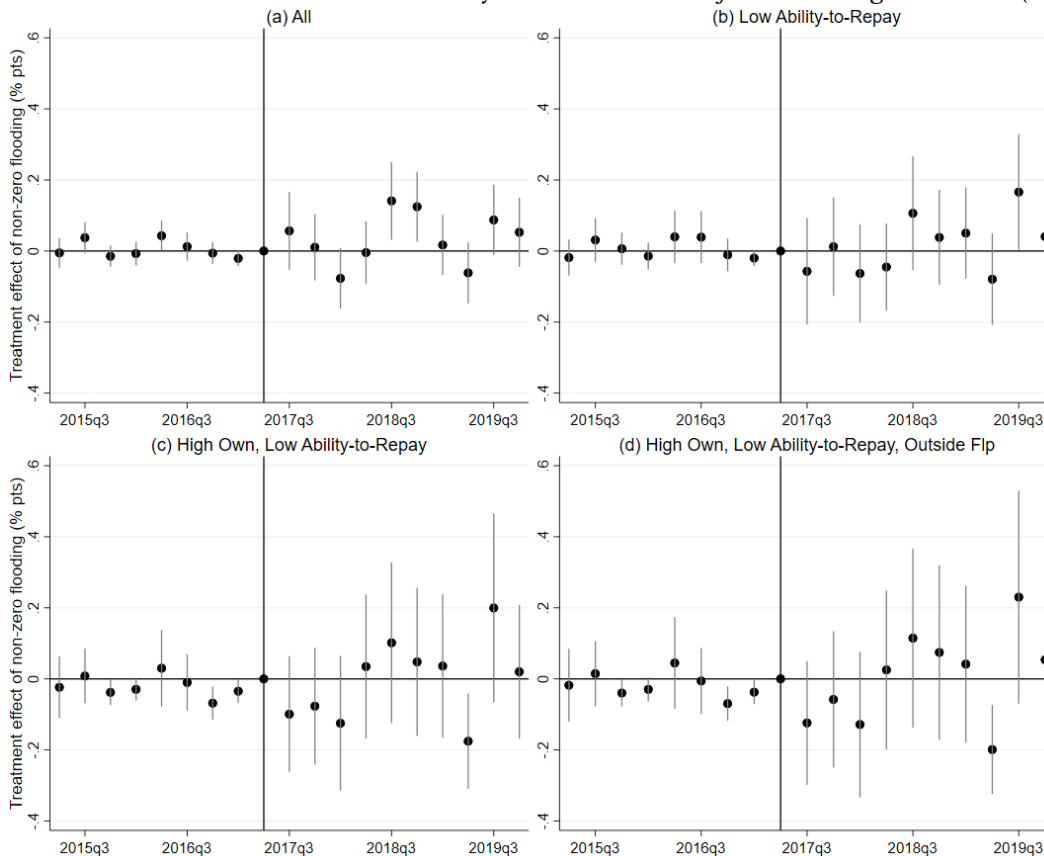 (a) All
Treatment effect of non-zero flooding (% pts)
.6
.4
.2
0
-.2
-.4
2015q3 2016q3 2017q3 2018q3 2019q3
(b) Low Ability-to-Repay
.6
.4
.2
0
-.2
-.4
2015q3 2016q3 2017q3 2018q3 2019q3
(c) High Own, Low Ability-to-Repay
Treatment effect of non-zero flooding (% pts)
.6
.4
.2
0
-.2
-.4
2015q3 2016q3 2017q3 2018q3 2019q3
(d) High Own, Low Ability-to-Repay, Outside Flp
.6
.4
.2
0
-.2
-.4
2015q3 2016q3 2017q3 2018q3 2019q3